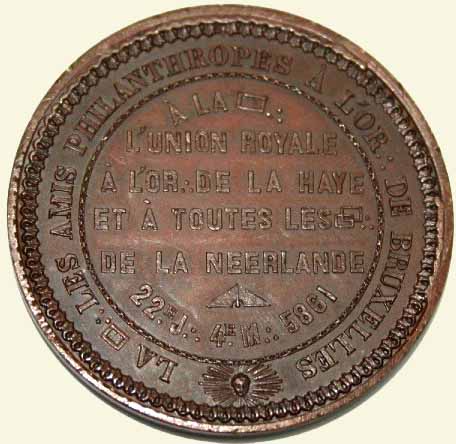 LA ▭ ∴ LES AMIS PHILANTHROPES À L'OR∴ DE BRUXELLES
À LA ▭∴
L'UNION ROYALE
À L'OR∴ DE LA HAYE
ET À TOUTES LES ▭▭∴
DE LA NEERLANDE
22E J∴ 4E M∴ 5861